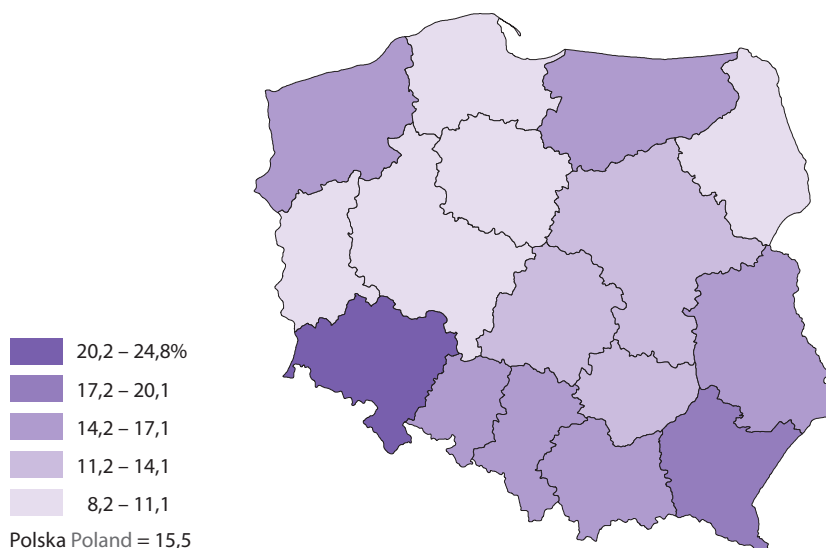 20,2 – 24,8%
17,2 – 20,1
14,2 – 17,1
11,2 – 14,1
8,2 – 11,1
Polska Poland = 15,5